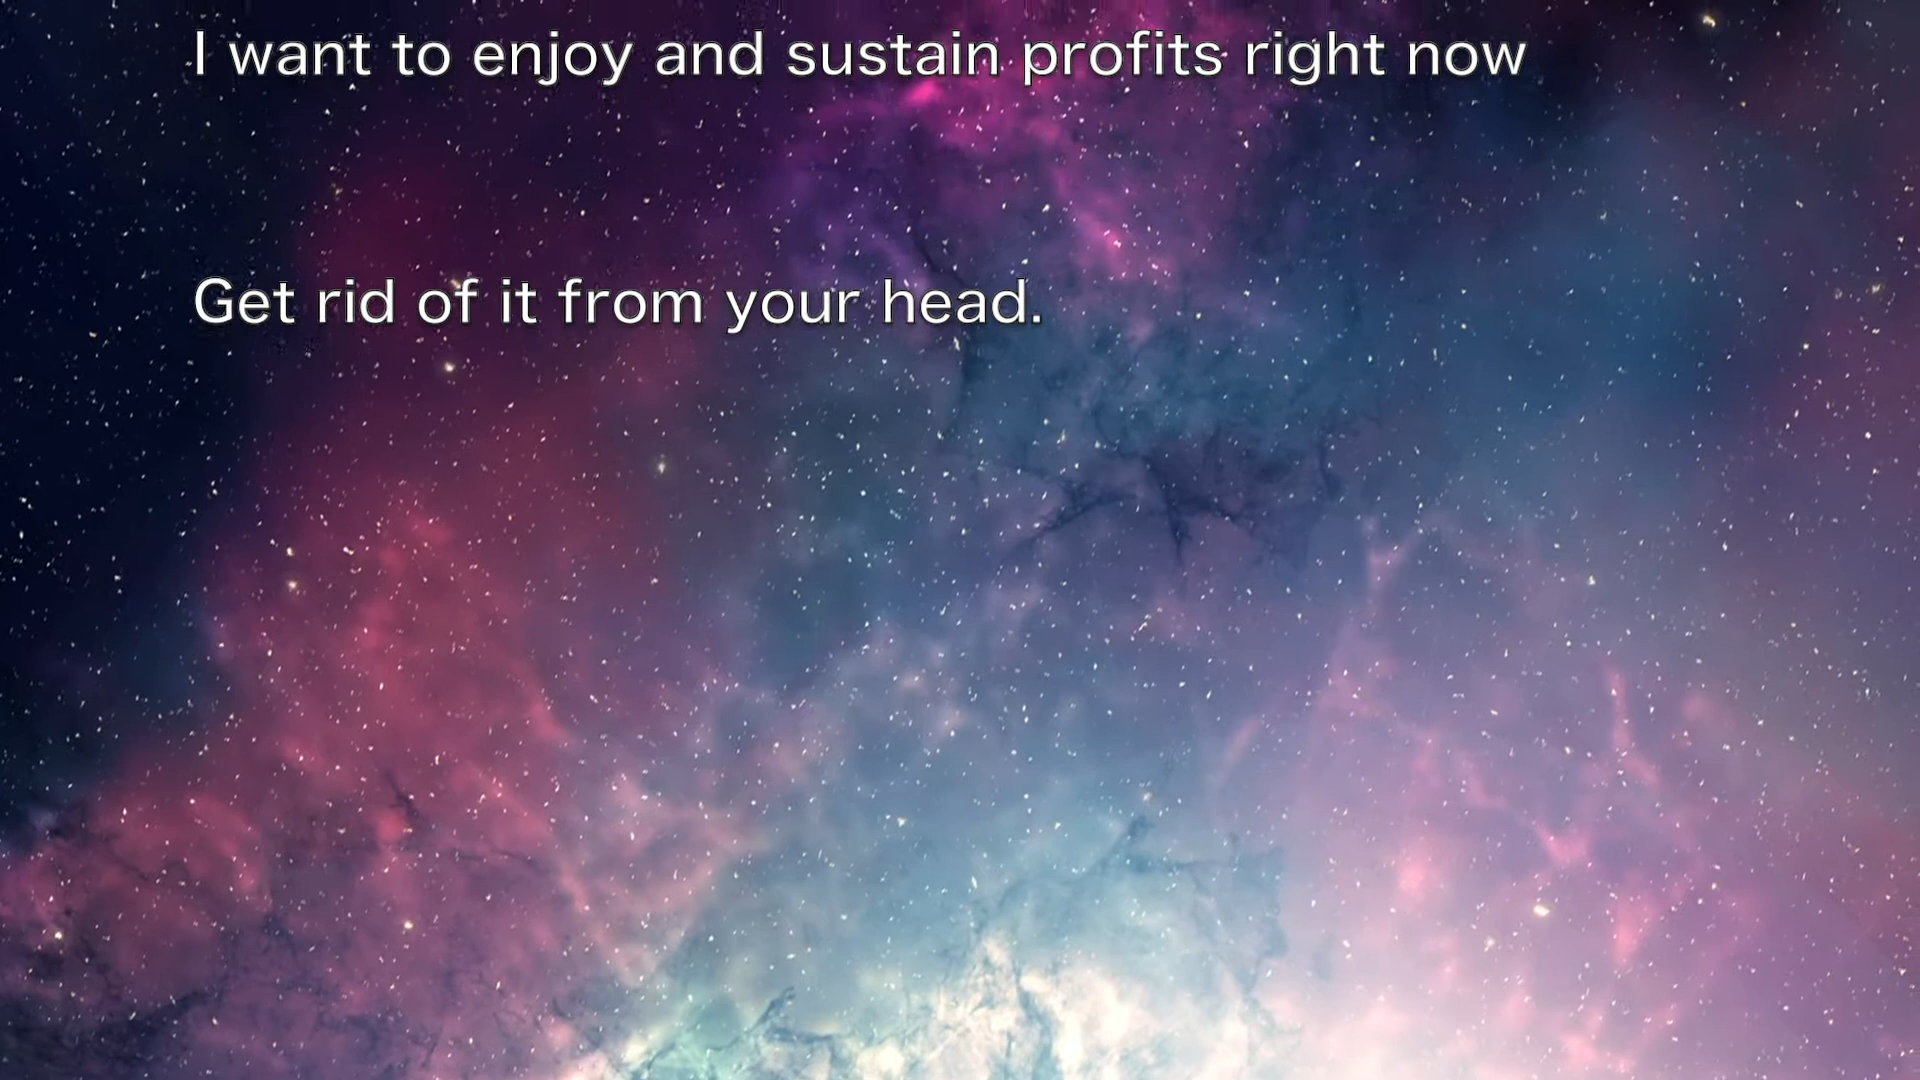 I want to enjoy and sustain profits right now
Get rid of it from your head.